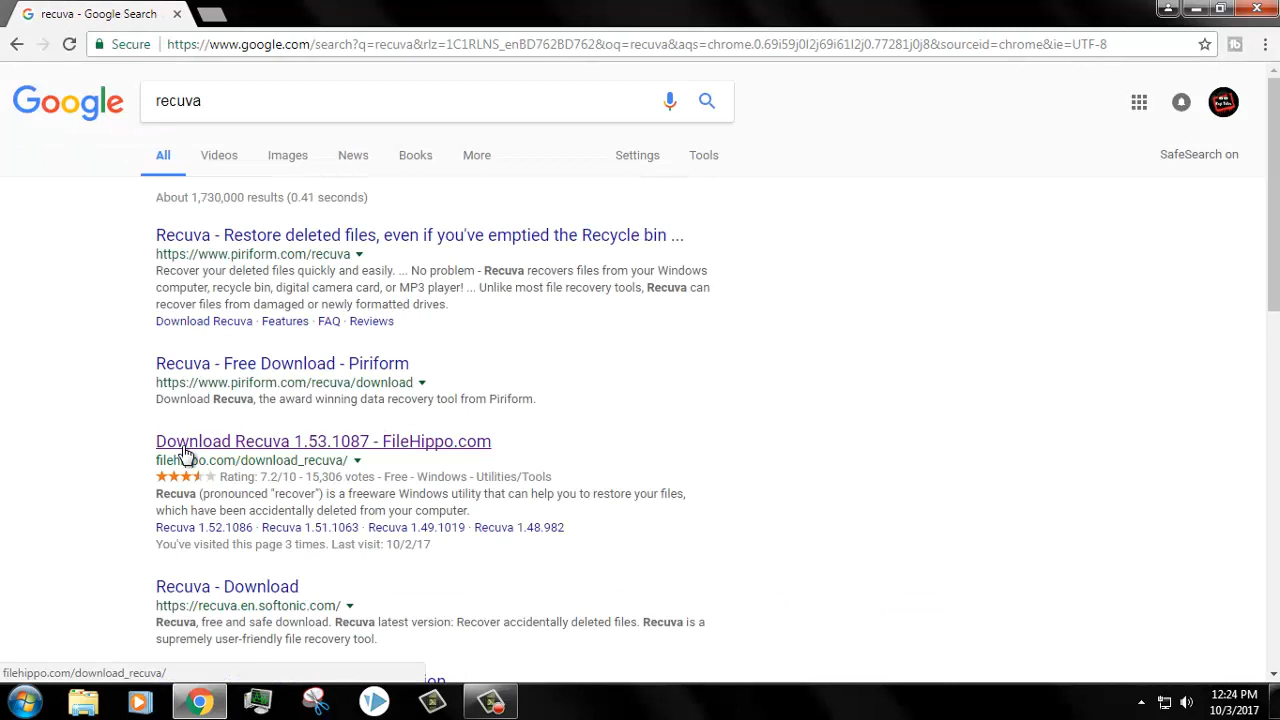 recuva - Google Search
Secure
https://www.google.com/search?q=recuva&rlz=1C1RLNS_enBD762BD762&oq=recuva&aqs=chrome.0.69i59j0l2j69i61l2j0.77281j0j8&sourceid=chrome&ie=UTF-8
Google
recuva
All Videos Images News Books More Settings Tools
SafeSearch on
About 1,730,000 results (0.41 seconds)
Recuva - Restore deleted files, even if you've emptied the Recycle bin ...
https://www.piriform.com/recuva
Recover your deleted files quickly and easily. ... No problem - Recuva recovers files from your Windows
computer, recycle bin, digital camera card, or MP3 player! ... Unlike most file recovery tools, Recuva can
recover files from damaged or newly formatted drives.
Download Recuva · Features · FAQ · Reviews
Recuva - Free Download - Piriform
https://www.piriform.com/recuva/download
Download Recuva, the award winning data recovery tool from Piriform.
Download Recuva 1.53.1087 - FileHippo.com
filehippo.com/download_recuva/
Rating: 7.2/10 - 15,306 votes - Free - Windows - Utilities/Tools
Recuva (pronounced "recover") is a freeware Windows utility that can help you to restore your files,
which have been accidentally deleted from your computer.
Recuva 1.52.1086 · Recuva 1.51.1063 · Recuva 1.49.1019 · Recuva 1.48.982
You've visited this page 3 times. Last visit: 10/2/17
Recuva - Download
https://recuva.en.softonic.com/
Recuva, free and safe download. Recuva latest version: Recover accidentally deleted files. Recuva is a
supremely user-friendly file recovery tool.
filehippo.com/download_recuva/
12:24 PM
10/3/2017